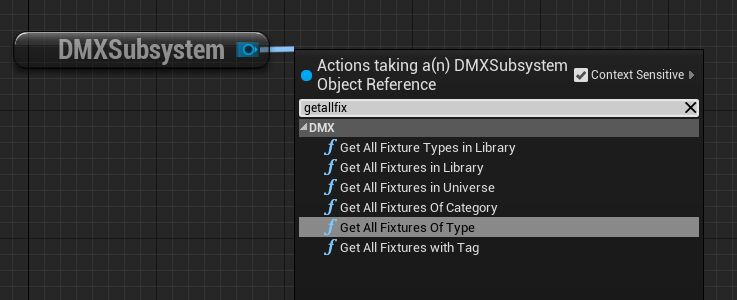 DMXSubsystem
Actions taking a(n) DMXSubsystem
Object Reference
Context Sensitive
getallfix
DMX
Get All Fixture Types in Library
Get All Fixtures in Library
Get All Fixtures in Universe
Get All Fixtures Of Category
Get All Fixtures Of Type
Get All Fixtures with Tag